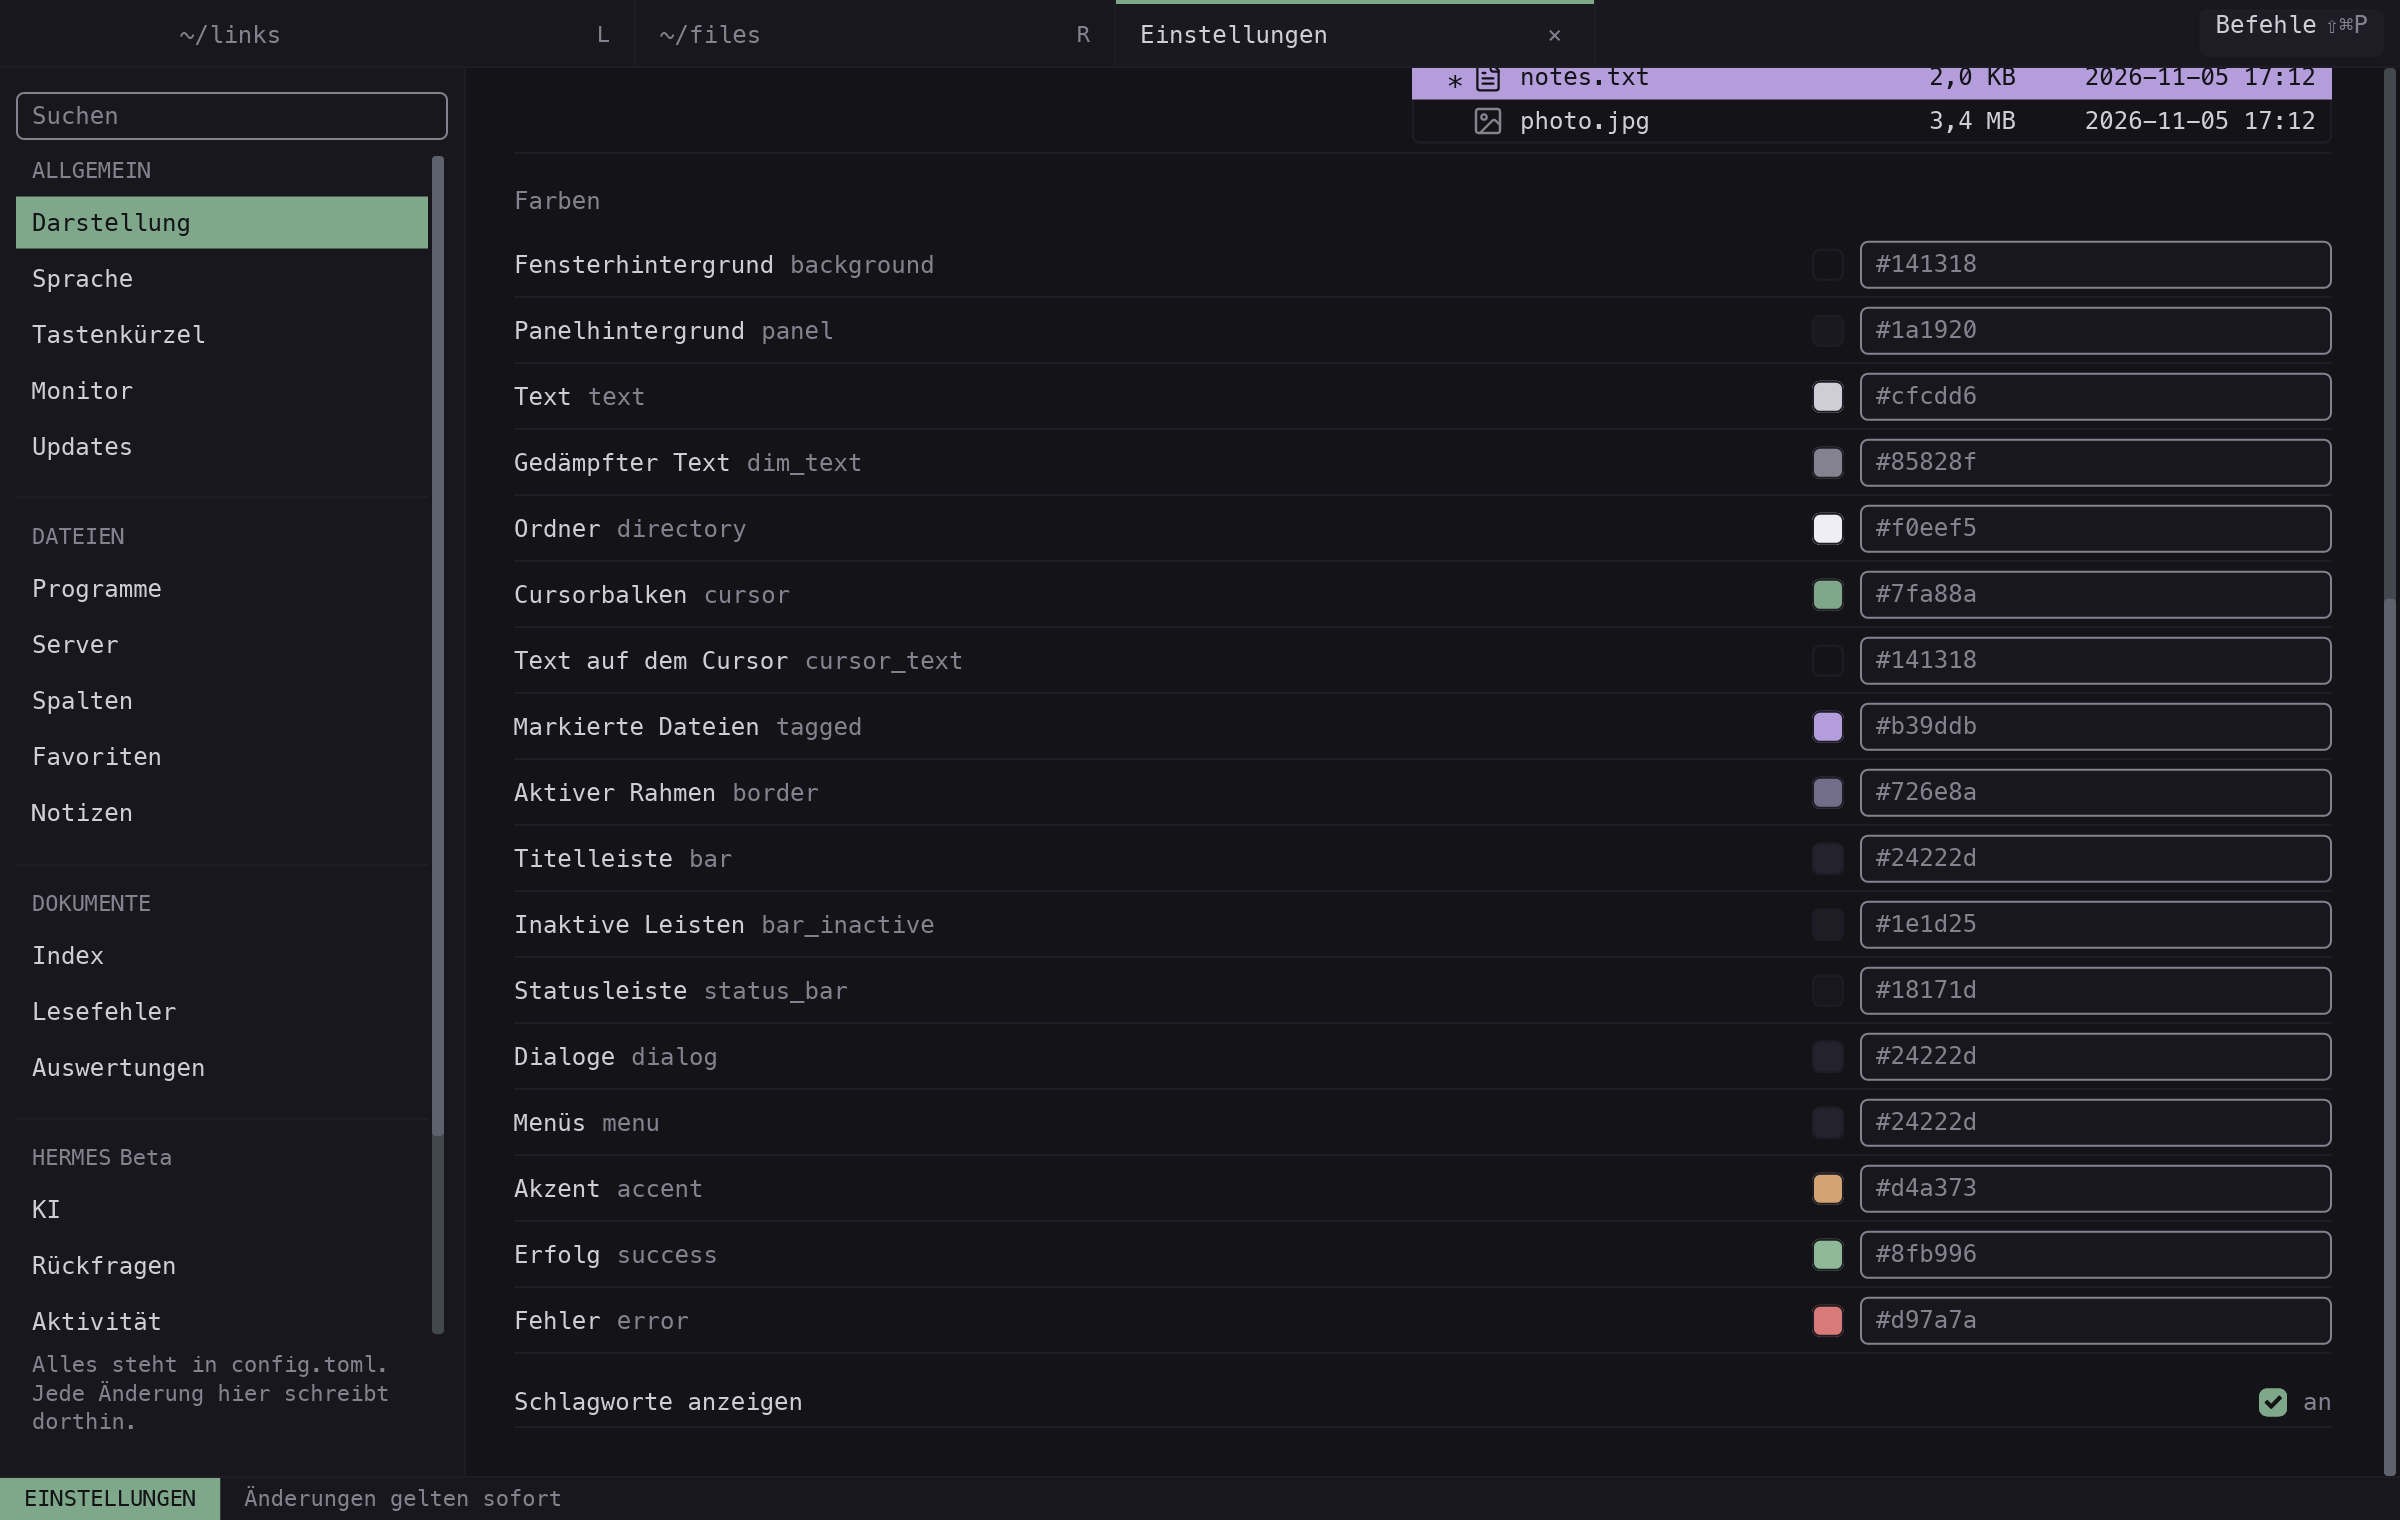 ~/links L ~/files R Einstellungen × Befehle ⇧⌘P
Suchen
ALLGEMEIN
Darstellung
Sprache
Tastenkürzel
Monitor
Updates
DATEIEN
Programme
Server
Spalten
Favoriten
Notizen
DOKUMENTE
Index
Lesefehler
Auswertungen
HERMES Beta
KI
Rückfragen
Aktivität
Alles steht in config.toml.
Jede Änderung hier schreibt
dorthin.
* notes.txt 2,0 KB 2026-11-05 17:12
photo.jpg 3,4 MB 2026-11-05 17:12
Farben
Fensterhintergrund background #141318
Panelhintergrund panel #1a1920
Text text #cfcdd6
Gedämpfter Text dim_text #85828f
Ordner directory #f0eef5
Cursorbalken cursor #7fa88a
Text auf dem Cursor cursor_text #141318
Markierte Dateien tagged #b39ddb
Aktiver Rahmen border #726e8a
Titelleiste bar #24222d
Inaktive Leisten bar_inactive #1e1d25
Statusleiste status_bar #18171d
Dialoge dialog #24222d
Menüs menu #24222d
Akzent accent #d4a373
Erfolg success #8fb996
Fehler error #d97a7a
Schlagworte anzeigen an
EINSTELLUNGEN Änderungen gelten sofort